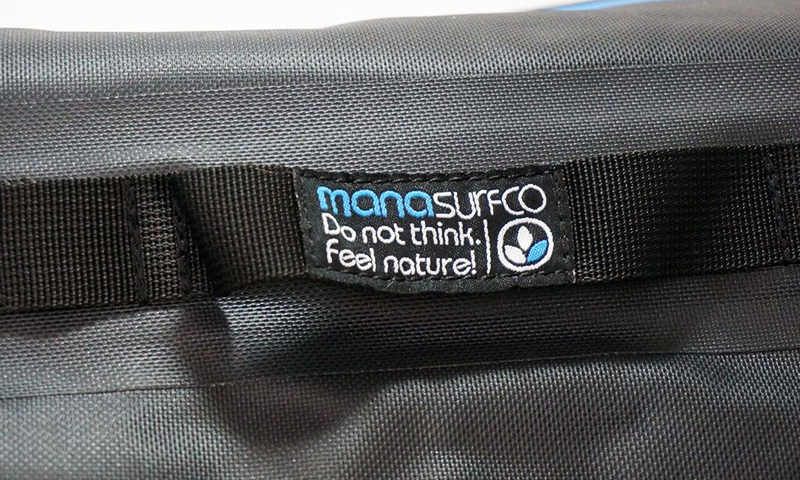 manasurfco
Do not think.
Feel nature!